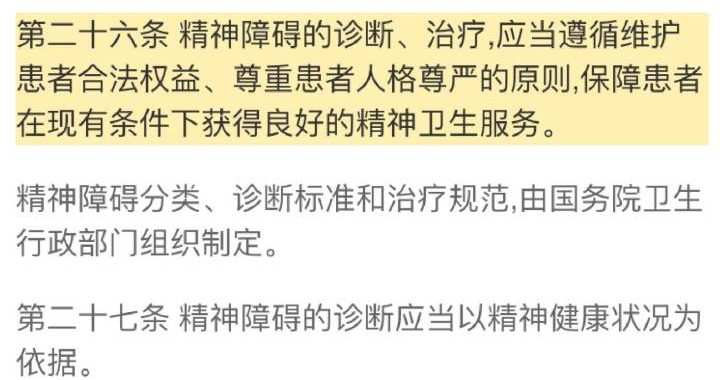 第二十六条 精神障碍的诊断、治疗,应当遵循维护
患者合法权益、尊重患者人格尊严的原则,保障患者
在现有条件下获得良好的精神卫生服务。
精神障碍分类、诊断标准和治疗规范,由国务院卫生
行政部门组织制定。
第二十七条 精神障碍的诊断应当以精神健康状况为
依据。